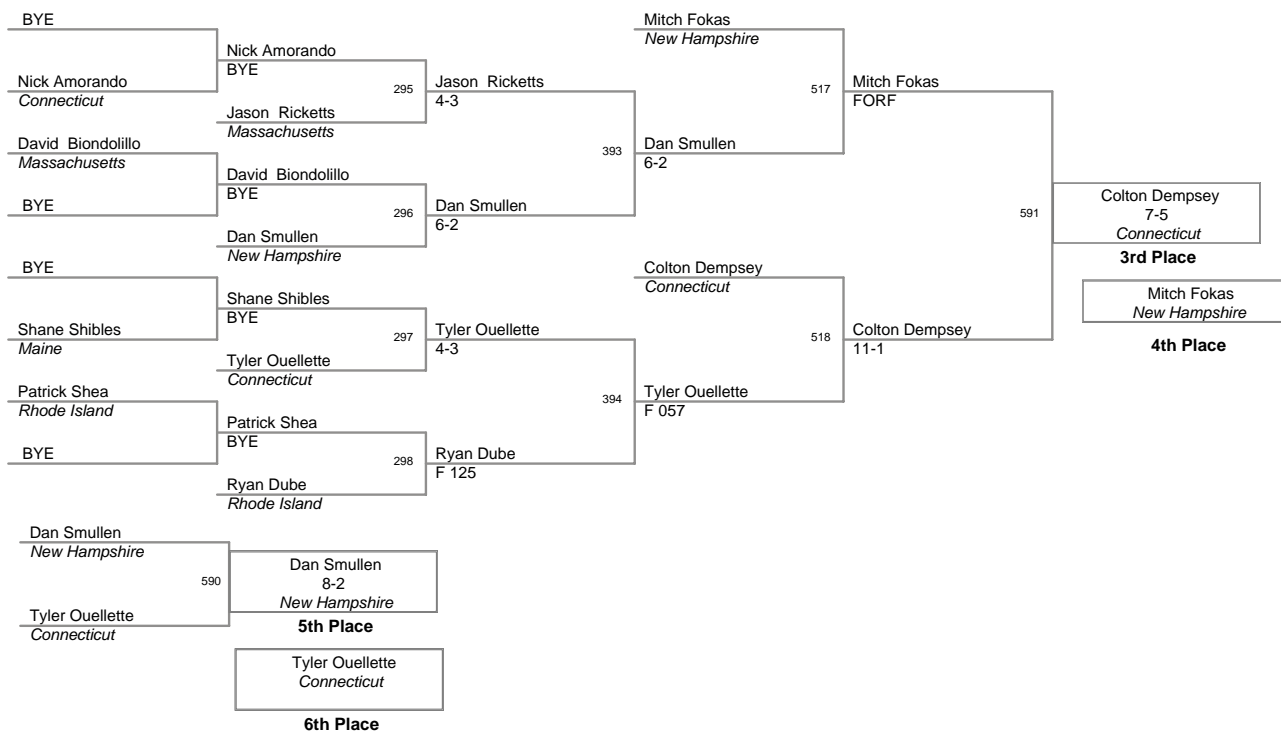 BYE
Nick Amorando
Connecticut
David Biondolillo
Massachusetts
BYE
BYE
Shane Shibles
Maine
Patrick Shea
Rhode Island
BYE
Nick Amorando
BYE
295
Jason Ricketts
Massachusetts
David Biondolillo
BYE
296
Dan Smullen
New Hampshire
Shane Shibles
BYE
297
Tyler Ouellette
Connecticut
Patrick Shea
BYE
298
Ryan Dube
Rhode Island
Jason Ricketts
4-3
393
Dan Smullen
6-2
Tyler Ouellette
4-3
394
Ryan Dube
F 125
Mitch Fokas
New Hampshire
517
Dan Smullen
6-2
Colton Dempsey
Connecticut
518
Tyler Ouellette
F 057
Mitch Fokas
FORF
591
Colton Dempsey
11-1
Colton Dempsey
7-5
Connecticut
3rd Place
Mitch Fokas
New Hampshire
4th Place
Dan Smullen
New Hampshire
590
Tyler Ouellette
Connecticut
Dan Smullen
8-2
New Hampshire
5th Place
Tyler Ouellette
Connecticut
6th Place